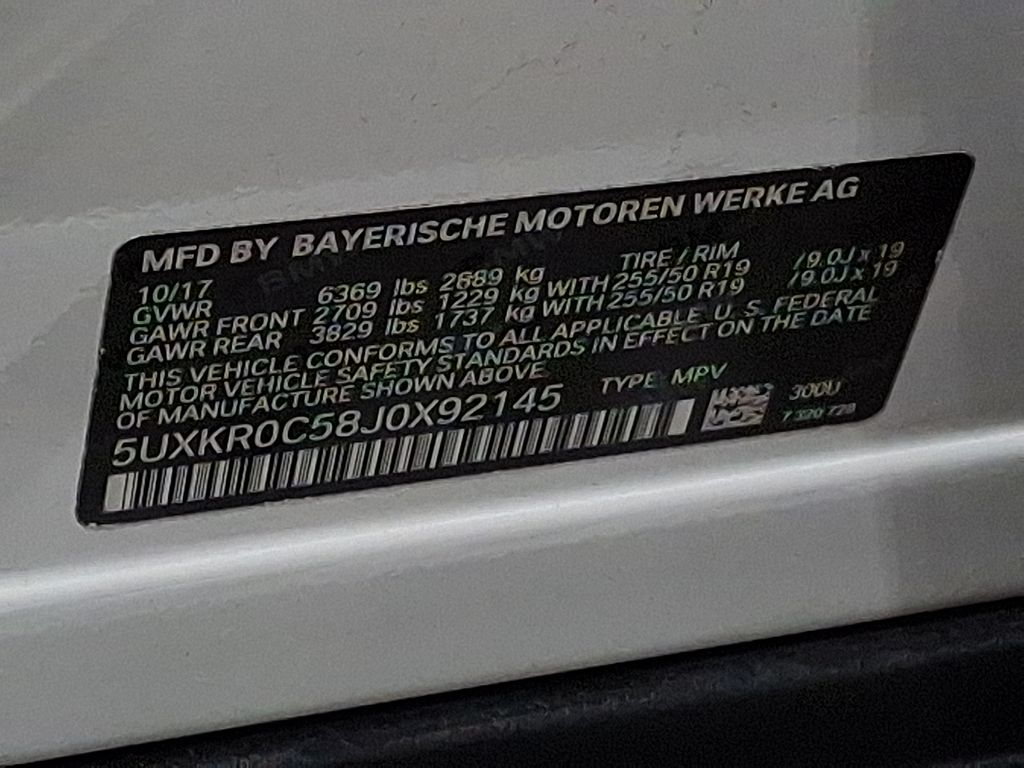 MFD BY BAYERISCHE MOTOREN WERKE AG
10/17 TIRE / RIM
GVWR 6369 lbs 2889 kg
GAWR FRONT 2709 lbs 1229 kg WITH 255/50 R19 /9.0J x 19
GAWR REAR 3829 lbs 1737 kg WITH 255/50 R19 /9.0J x 19
THIS VEHICLE CONFORMS TO ALL APPLICABLE U. S. FEDERAL
MOTOR VEHICLE SAFETY STANDARDS IN EFFECT ON THE DATE
OF MANUFACTURE SHOWN ABOVE.
TYPE: MPV
5UXKR0C58J0X92145
300U
7 320 728